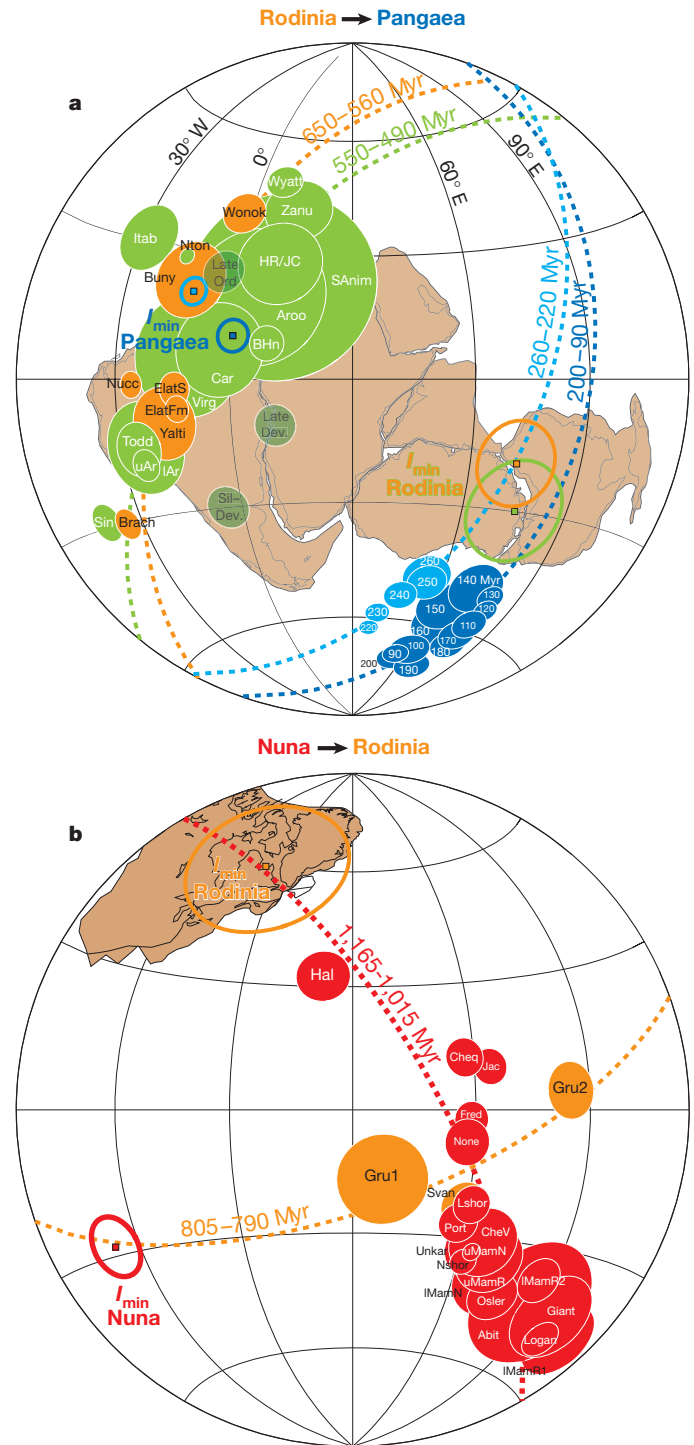 Rodinia → Pangaea
a
30° W
0°
650–560 Myr
550–490 Myr
60° E
90° E
Wyatt
Wonok
Zanu
Itab
Nton
Buny
Late
Ord
HR/JC
SAnim
260–220 Myr
200–90 Myr
Imin
Pangaea
Aroo
BHn
Car
Nucc
ElatS
Virg
ElatFm
Yalti
Late
Dev.
Todd
uAr
lAr
Imin
Rodinia
Sil–
Dev.
Sin
Brach
260
250
140 Myr
240
130
150
120
230
110
220
160
170
100
180
90
200
190
Nuna → Rodinia
b
Imin
Rodinia
1,165–1,015 Myr
Hal
Cheq
Jac
Gru2
Fred
None
Gru1
Svan
Lshor
805–790 Myr
Port
CheV
Unkar
uMamN
Nshor
Imin
Nuna
uMamR
lMamR2
lMamN
Osler
Giant
Abit
Logan
lMamR1